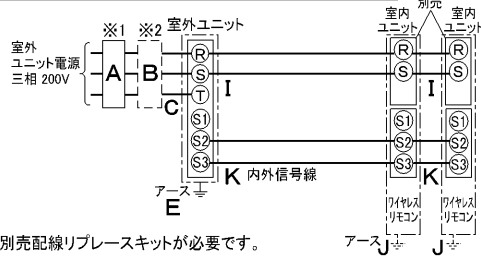 ※1 ※2 室外ユニット 別売
室内ユニット
室内ユニット
室外
ユニット電源
三相 200V
A B
R R R
S S S
I I
C T
S1 S1 S1
S2 S2 S2
S3 S3 S3
K 内外信号線 K
アース
E
ワイヤレス
リモコン
ワイヤレス
リモコン
別売配線リプレースキットが必要です。
アース J J